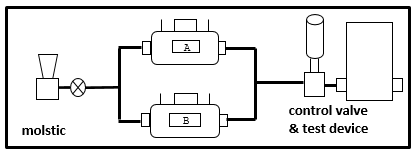 A
B
molstic
control valve
& test device